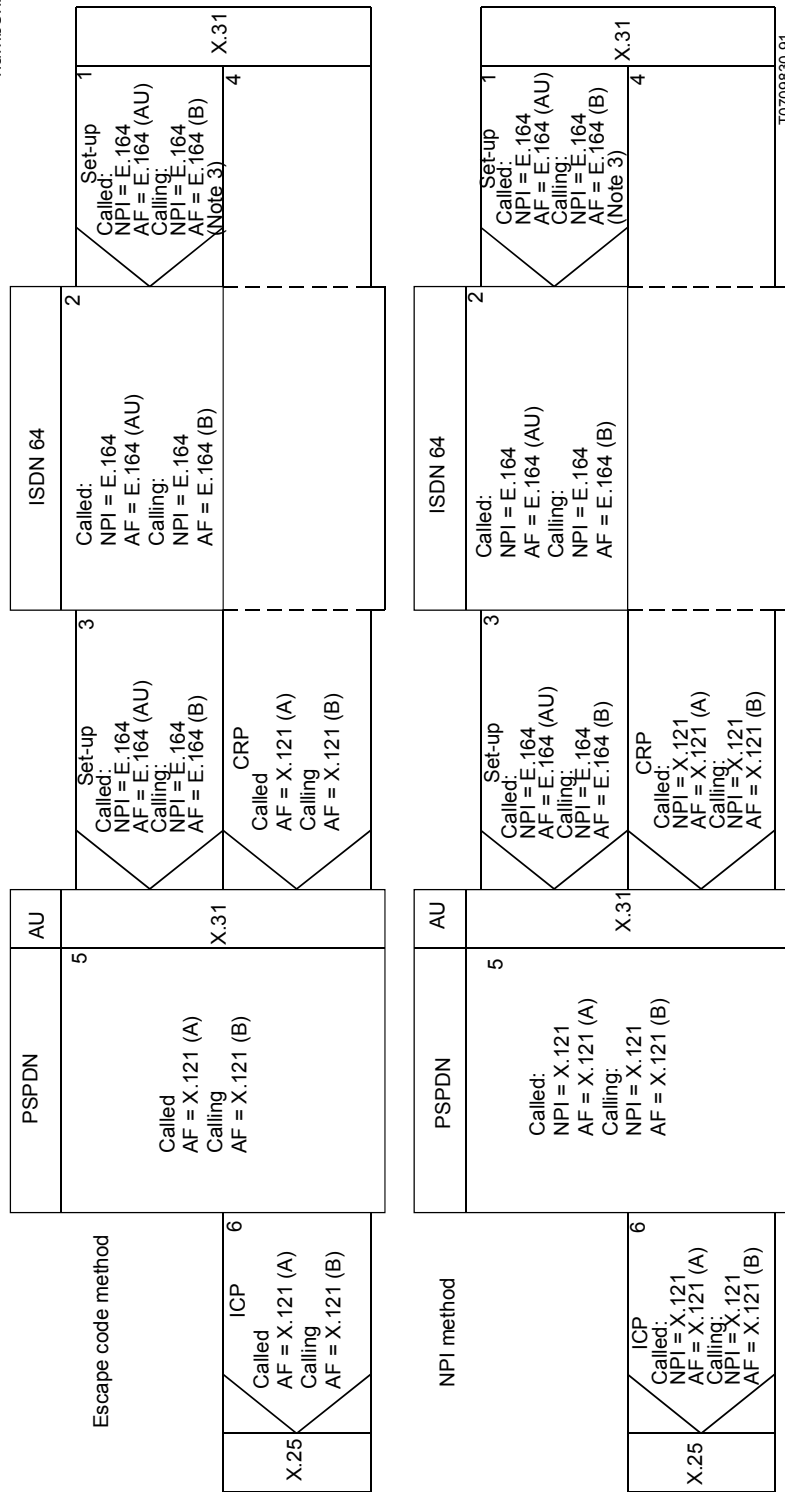 Escape code method
X.25
6
ICP
Called
AF = X.121 (A)
Calling
AF = X.121 (B)
PSPDN
AU
5
Called
AF = X.121 (A)
Calling
AF = X.121 (B)
X.31
3
Set-up
Called:
NPI = E.164
AF = E.164 (AU)
Calling:
NPI = E.164
AF = E.164 (B)
CRP
Called
AF = X.121 (A)
Calling
AF = X.121 (B)
ISDN 64
2
Called:
NPI = E.164
AF = E.164 (AU)
Calling:
NPI = E.164
AF = E.164 (B)
1
Set-up
Called:
NPI = E.164
AF = E.164 (AU)
Calling:
NPI = E.164
AF = E.164 (B)
(Note 3)
4
X.31
NPI method
X.25
6
ICP
Called:
NPI = X.121
AF = X.121 (A)
Calling:
NPI = X.121
AF = X.121 (B)
PSPDN
AU
5
Called:
NPI = X.121
AF = X.121 (A)
Calling:
NPI = X.121
AF = X.121 (B)
X.31
3
Set-up
Called:
NPI = E.164
AF = E.164 (AU)
Calling:
NPI = E.164
AF = E.164 (B)
CRP
Called:
NPI = X.121
AF = X.121 (A)
Calling:
NPI = X.121
AF = X.121 (B)
ISDN 64
2
Called:
NPI = E.164
AF = E.164 (AU)
Calling:
NPI = E.164
AF = E.164 (B)
1
Set-up
Called:
NPI = E.164
AF = E.164 (AU)
Calling:
NPI = E.164
AF = E.164 (B)
(Note 3)
4
X.31
T0709830-91